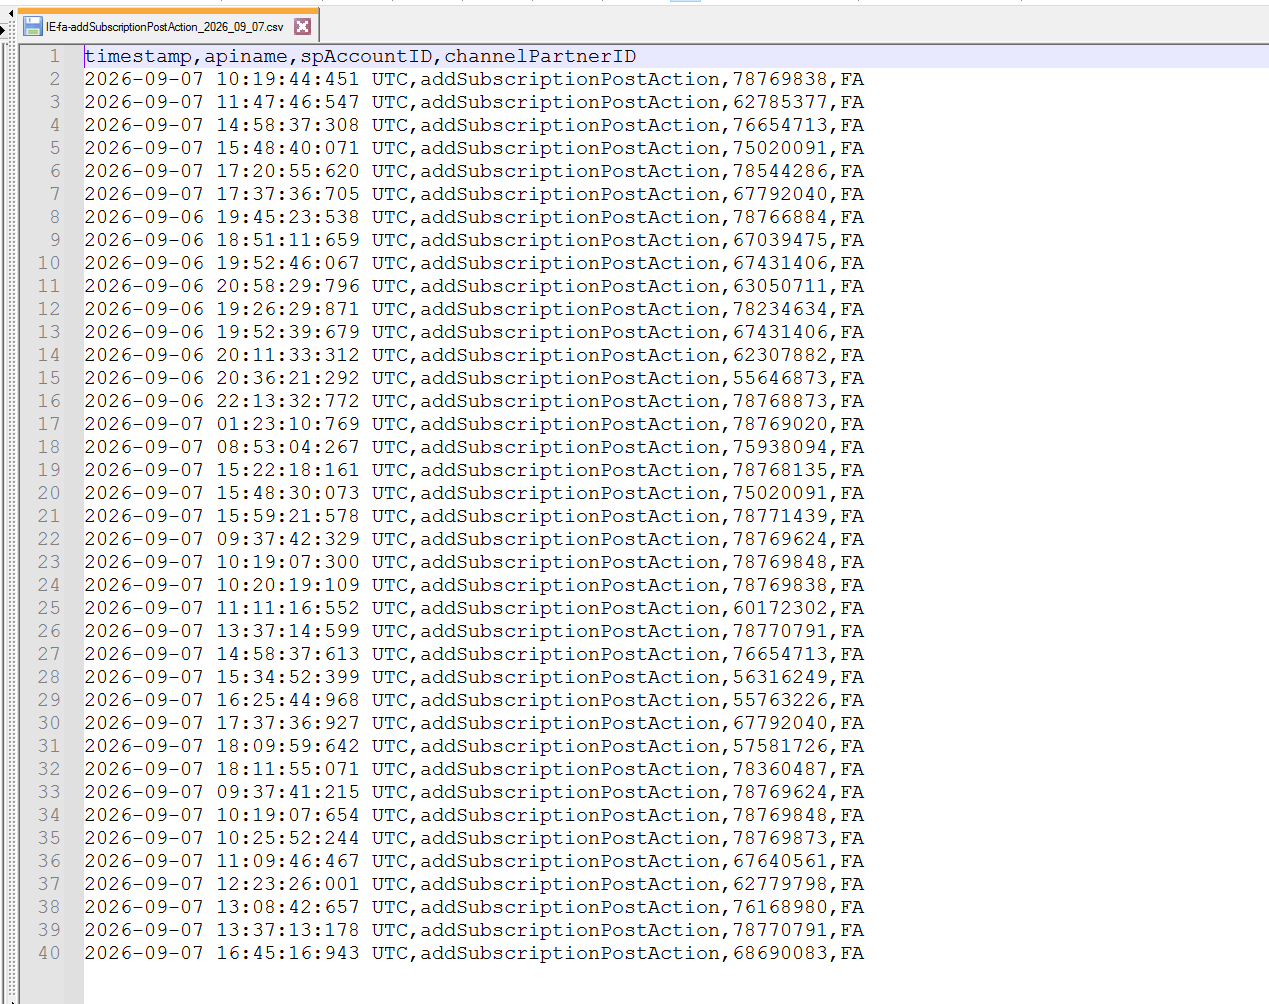 IE-fa-addSubscriptionPostAction_2026_09_07.csv
1 timestamp,apiname,spAccountID,channelPartnerID
2 2026-09-07 10:19:44:451 UTC,addSubscriptionPostAction,78769838,FA
3 2026-09-07 11:47:46:547 UTC,addSubscriptionPostAction,62785377,FA
4 2026-09-07 14:58:37:308 UTC,addSubscriptionPostAction,76654713,FA
5 2026-09-07 15:48:40:071 UTC,addSubscriptionPostAction,75020091,FA
6 2026-09-07 17:20:55:620 UTC,addSubscriptionPostAction,78544286,FA
7 2026-09-07 17:37:36:705 UTC,addSubscriptionPostAction,67792040,FA
8 2026-09-06 19:45:23:538 UTC,addSubscriptionPostAction,78766884,FA
9 2026-09-06 18:51:11:659 UTC,addSubscriptionPostAction,67039475,FA
10 2026-09-06 19:52:46:067 UTC,addSubscriptionPostAction,67431406,FA
11 2026-09-06 20:58:29:796 UTC,addSubscriptionPostAction,63050711,FA
12 2026-09-06 19:26:29:871 UTC,addSubscriptionPostAction,78234634,FA
13 2026-09-06 19:52:39:679 UTC,addSubscriptionPostAction,67431406,FA
14 2026-09-06 20:11:33:312 UTC,addSubscriptionPostAction,62307882,FA
15 2026-09-06 20:36:21:292 UTC,addSubscriptionPostAction,55646873,FA
16 2026-09-06 22:13:32:772 UTC,addSubscriptionPostAction,78768873,FA
17 2026-09-07 01:23:10:769 UTC,addSubscriptionPostAction,78769020,FA
18 2026-09-07 08:53:04:267 UTC,addSubscriptionPostAction,75938094,FA
19 2026-09-07 15:22:18:161 UTC,addSubscriptionPostAction,78768135,FA
20 2026-09-07 15:48:30:073 UTC,addSubscriptionPostAction,75020091,FA
21 2026-09-07 15:59:21:578 UTC,addSubscriptionPostAction,78771439,FA
22 2026-09-07 09:37:42:329 UTC,addSubscriptionPostAction,78769624,FA
23 2026-09-07 10:19:07:300 UTC,addSubscriptionPostAction,78769848,FA
24 2026-09-07 10:20:19:109 UTC,addSubscriptionPostAction,78769838,FA
25 2026-09-07 11:11:16:552 UTC,addSubscriptionPostAction,60172302,FA
26 2026-09-07 13:37:14:599 UTC,addSubscriptionPostAction,78770791,FA
27 2026-09-07 14:58:37:613 UTC,addSubscriptionPostAction,76654713,FA
28 2026-09-07 15:34:52:399 UTC,addSubscriptionPostAction,56316249,FA
29 2026-09-07 16:25:44:968 UTC,addSubscriptionPostAction,55763226,FA
30 2026-09-07 17:37:36:927 UTC,addSubscriptionPostAction,67792040,FA
31 2026-09-07 18:09:59:642 UTC,addSubscriptionPostAction,57581726,FA
32 2026-09-07 18:11:55:071 UTC,addSubscriptionPostAction,78360487,FA
33 2026-09-07 09:37:41:215 UTC,addSubscriptionPostAction,78769624,FA
34 2026-09-07 10:19:07:654 UTC,addSubscriptionPostAction,78769848,FA
35 2026-09-07 10:25:52:244 UTC,addSubscriptionPostAction,78769873,FA
36 2026-09-07 11:09:46:467 UTC,addSubscriptionPostAction,67640561,FA
37 2026-09-07 12:23:26:001 UTC,addSubscriptionPostAction,62779798,FA
38 2026-09-07 13:08:42:657 UTC,addSubscriptionPostAction,76168980,FA
39 2026-09-07 13:37:13:178 UTC,addSubscriptionPostAction,78770791,FA
40 2026-09-07 16:45:16:943 UTC,addSubscriptionPostAction,68690083,FA